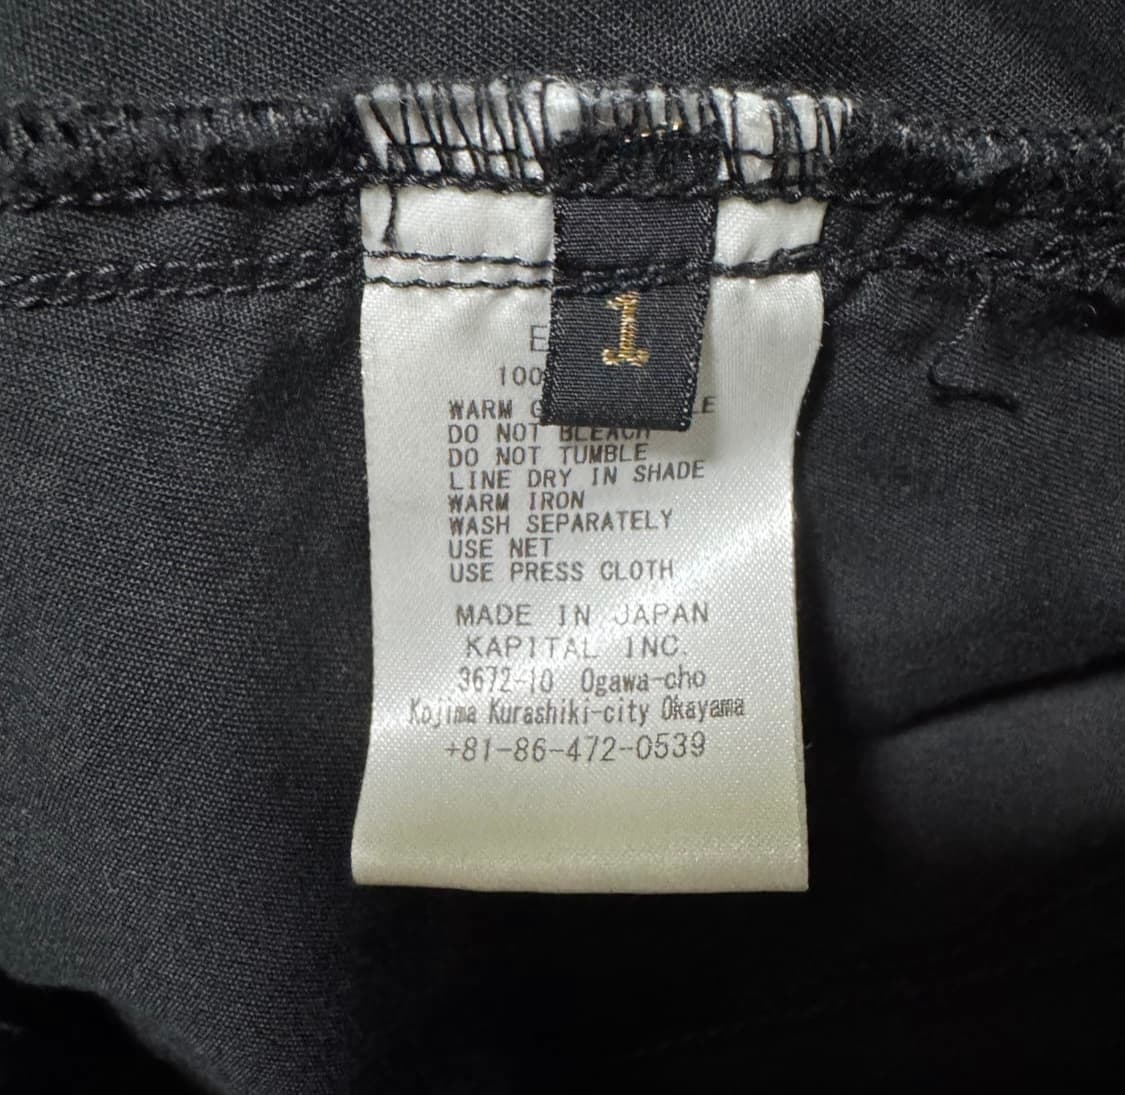 1
E
100
WARM G LE
DO NOT BLEACH
DO NOT TUMBLE
LINE DRY IN SHADE
WARM IRON
WASH SEPARATELY
USE NET
USE PRESS CLOTH
MADE IN JAPAN
KAPITAL INC.
3672-10 Ogawa-cho
Kojima Kurashiki-city Okayama
+81-86-472-0539